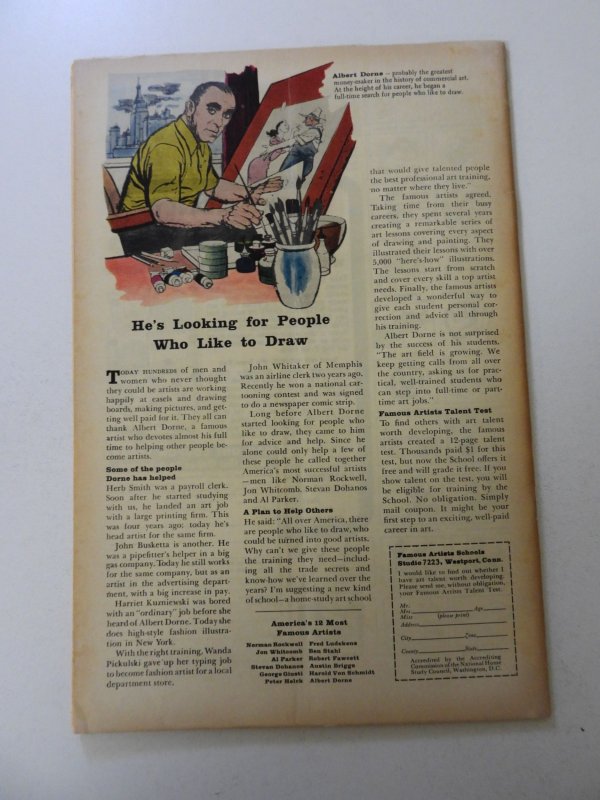 Albert Dorne – probably the greatest
money-maker in the history of commercial art.
At the height of his career, he began a
full-time search for people who like to draw.
He's Looking for People
Who Like to Draw
TODAY HUNDREDS of men and
women who never thought
they could be artists are working
happily at easels and drawing
boards, making pictures, and get-
ting well paid for it. They all can
thank Albert Dorne, a famous
artist who devotes almost his full
time to helping other people be-
come artists.
Some of the people
Dorne has helped
Herb Smith was a payroll clerk.
Soon after he started studying
with us, he landed an art job
with a large printing firm. This
was four years ago: today he's
head artist for the same firm.
John Busketta is another. He
was a pipefitter's helper in a big
gas company. Today he still works
for the same company, but as an
artist in the advertising depart-
ment, with a big increase in pay.
Harriet Kuzniewski was bored
with an "ordinary" job before she
heard of Albert Dorne. Today she
does high-style fashion illustra-
tion in New York.
With the right training, Wanda
Pickulski gave up her typing job
to become fashion artist for a local
department store.
John Whitaker of Memphis
was an airline clerk two years ago.
Recently he won a national car-
tooning contest and was signed
to do a newspaper comic strip.
Long before Albert Dorne
started looking for people who
like to draw, they came to him
for advice and help. Since he
alone could only help a few of
these people he called together
America's most successful artists
—men like Norman Rockwell,
Jon Whitcomb, Stevan Dohanos
and Al Parker.
A Plan to Help Others
He said: "All over America, there
are people who like to draw, who
could be turned into good artists.
Why can't we give these people
the training they need—includ-
ing all the trade secrets and
know-how we've learned over the
years? I'm suggesting a new kind
of school—a home-study art school
America's 12 Most
Famous Artists
Norman Rockwell Fred Ludekens
Jon Whitcomb Ben Stahl
Al Parker Robert Fawcett
Stevan Dohanos Austin Briggs
George Giusti Harold Von Schmidt
Peter Helck Albert Dorne
that would give talented people
the best professional art training,
no matter where they live."
The famous artists agreed.
Taking time from their busy
careers, they spent several years
creating a remarkable series of
art lessons covering every aspect
of drawing and painting. They
illustrated their lessons with over
5,000 "here's-how" illustrations.
The lessons start from scratch
and cover every skill a top artist
needs. Finally, the famous artists
developed a wonderful way to
give each student personal cor-
rection and advice all through
his training.
Albert Dorne is not surprised
by the success of his students.
"The art field is growing. We
keep getting calls from all over
the country, asking us for prac-
tical, well-trained students who
can step into full-time or part-
time art jobs."
Famous Artists Talent Test
To find others with art talent
worth developing, the famous
artists created a 12-page talent
test. Thousands paid $1 for this
test, but now the School offers it
free and will grade it free. If you
show talent on the test, you will
be eligible for training by the
School. No obligation. Simply
mail coupon. It might be your
first step to an exciting, well-paid
career in art.
Famous Artists Schools
Studio 7223, Westport, Conn.
I would like to find out whether I
have art talent worth developing.
Please send me, without obligation,
your Famous Artists Talent Test.
Mr.
Mrs. Age
Miss (please print)
Address
City Zone
County State
Accredited by the Accrediting
Commission of the National Home
Study Council, Washington, D.C.